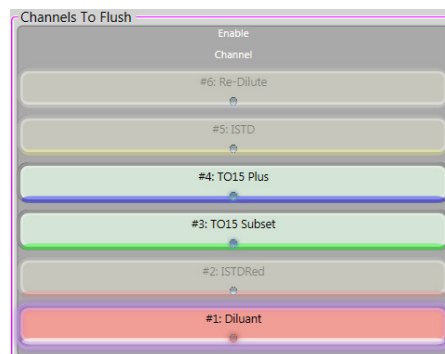 Channels To Flush
Enable
Channel
#6: Re-Dilute
#5: ISTD
#4: TO15 Plus
#3: TO15 Subset
#2: ISTDRed
#1: Diluant